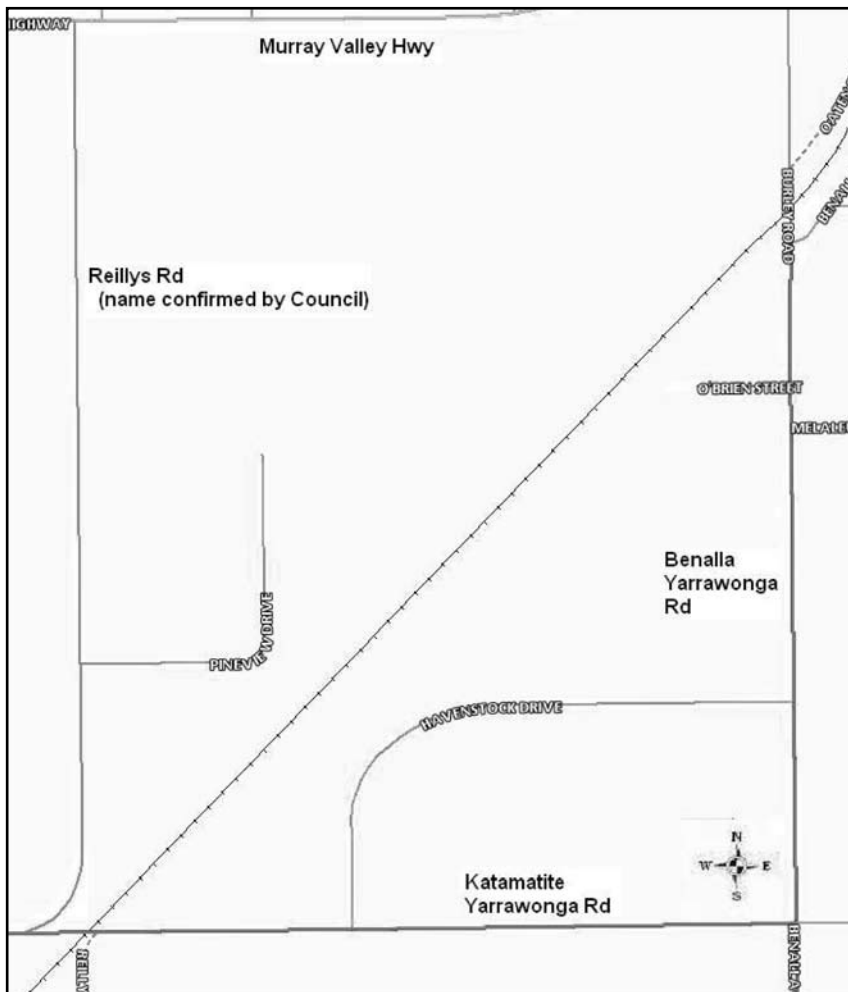 HIGHWAY
Murray Valley Hwy
BURLEY ROAD
Reillys Rd
(name confirmed by Council)
O'BRIEN STREET
Benalla
Yarrawonga
Rd
PINEVIEW DRIVE
HAVENSTOCK DRIVE
N
W E
S
Katamatite
Yarrawonga Rd
REILLY